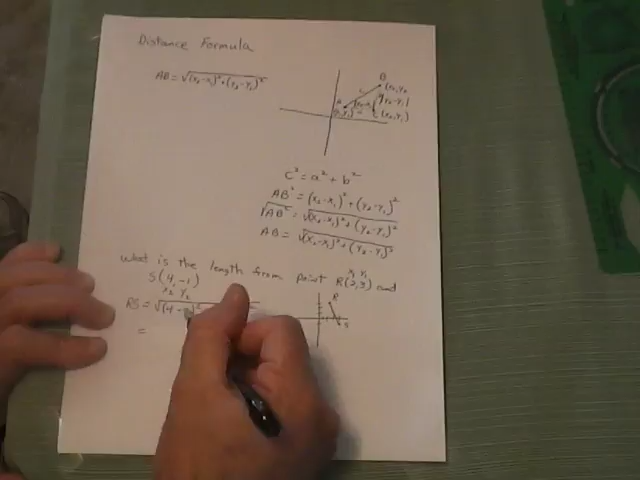 Distance Formula
AB = √(x₂-x₁)² + (y₂-y₁)²
B
(x₂, y₂
A
c
(y₂-y₁)
(x₂, y₁)
c² = a² + b²
AB² = (x₂-x₁)² + (y₂-y₁)²
√AB² = √(x₂-x₁)² + (y₂-y₁)²
AB = √(x₂-x₁)² + (y₂-y₁)²
What is the length from point R(2,3) and
x₁ y₁
S(4,-1)
x₂ y₂
RS = √(4-
=
R
S